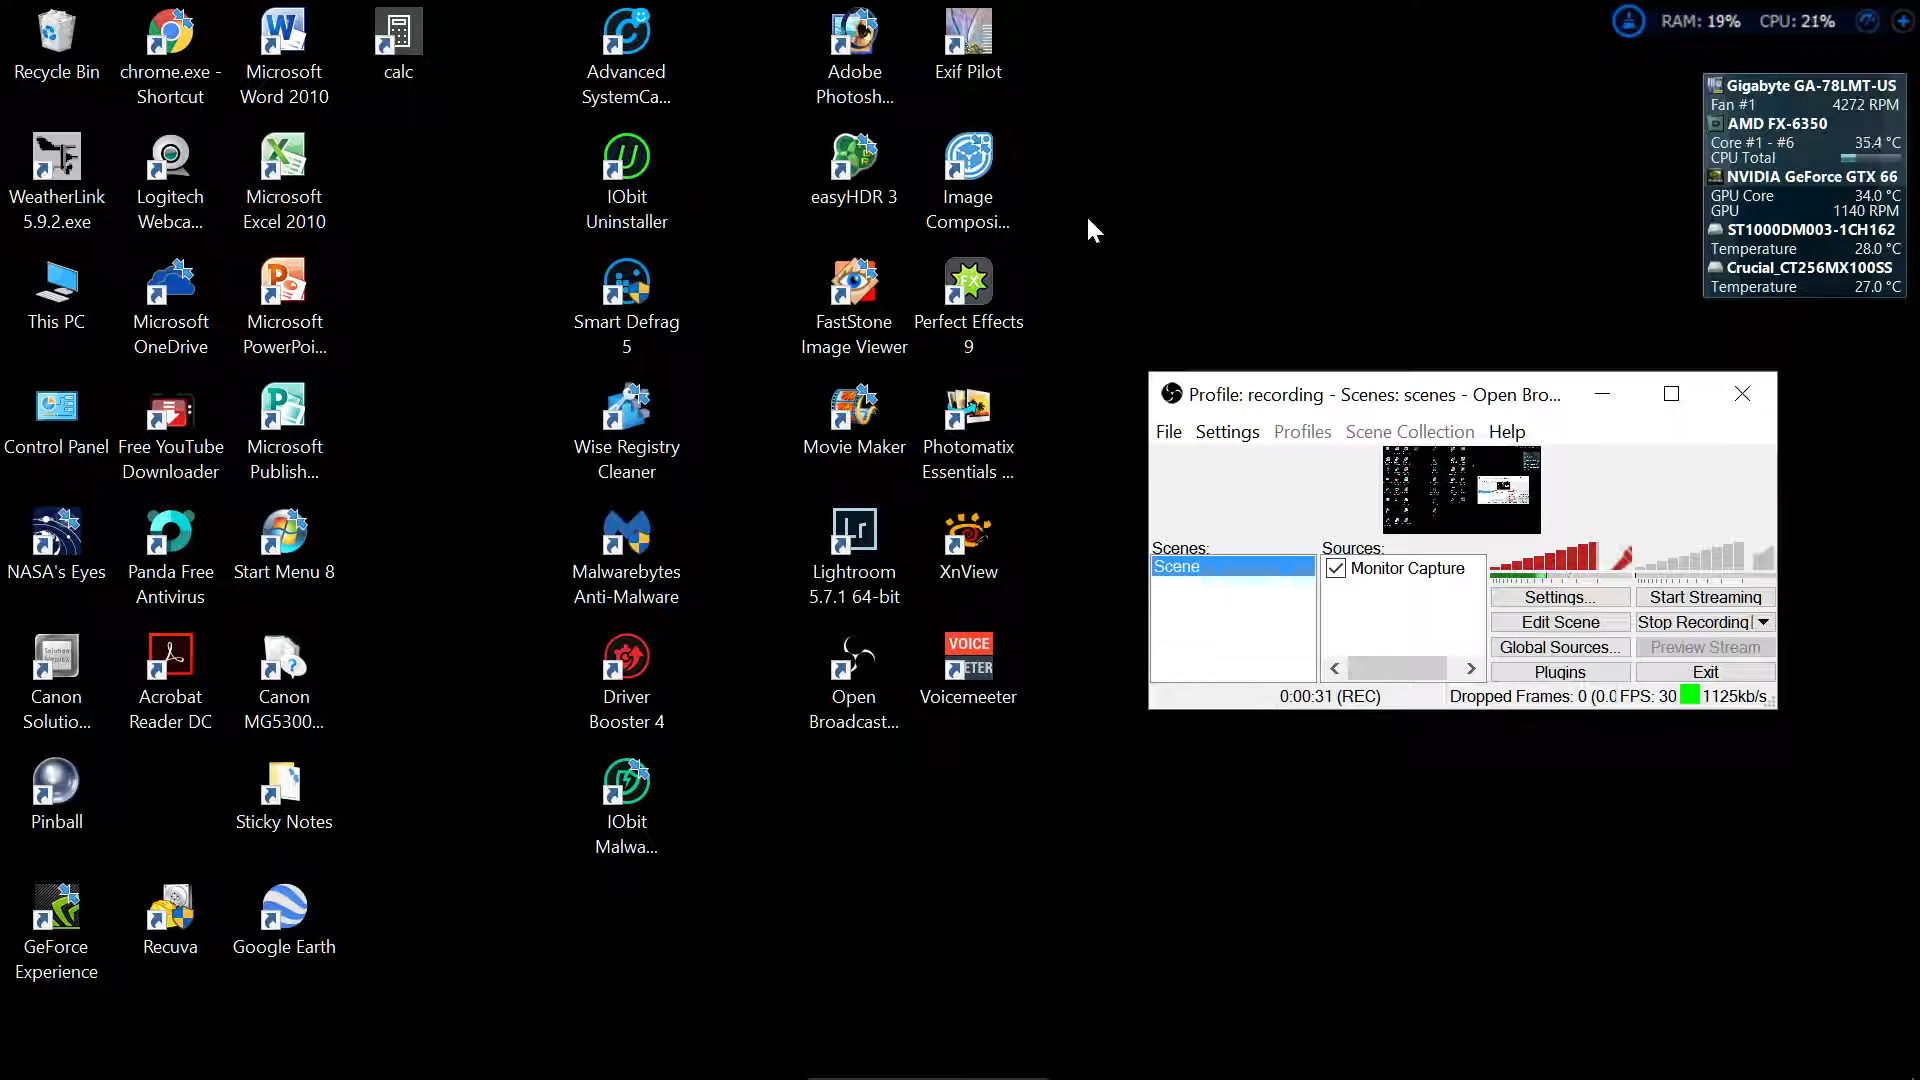 Recycle Bin
chrome.exe -
Shortcut
Microsoft
Word 2010
calc
Advanced
SystemCa...
Adobe
Photosh...
Exif Pilot
WeatherLink
5.9.2.exe
Logitech
Webca...
Microsoft
Excel 2010
IObit
Uninstaller
easyHDR 3
Image
Composi...
This PC
Microsoft
OneDrive
Microsoft
PowerPoi...
Smart Defrag
5
FastStone
Image Viewer
FX
Perfect Effects
9
Control Panel
Free YouTube
Downloader
Microsoft
Publish...
Wise Registry
Cleaner
Movie Maker
Photomatix
Essentials ...
NASA's Eyes
Panda Free
Antivirus
Start Menu 8
Malwarebytes
Anti-Malware
Lr
Lightroom
5.7.1 64-bit
XnView
Canon
Solutio...
Acrobat
Reader DC
Canon
MG5300...
Driver
Booster 4
Open
Broadcast...
VOICE
METER
Voicemeeter
Pinball
Sticky Notes
IObit
Malwa...
GeForce
Experience
Recuva
Google Earth
RAM: 19% CPU: 21%
Gigabyte GA-78LMT-US
Fan #1 4272 RPM
AMD FX-6350
Core #1 - #6 35.4 °C
CPU Total
NVIDIA GeForce GTX 66
GPU Core 34.0 °C
GPU 1140 RPM
ST1000DM003-1CH162
Temperature 28.0 °C
Crucial_CT256MX100SS
Temperature 27.0 °C
Profile: recording - Scenes: scenes - Open Bro...
File Settings Profiles Scene Collection Help
Scenes: Sources:
Scene
Monitor Capture
Settings... Start Streaming
Edit Scene Stop Recording
Global Sources... Preview Stream
Plugins Exit
0:00:31 (REC) Dropped Frames: 0 (0.0 FPS: 30 1125kb/s